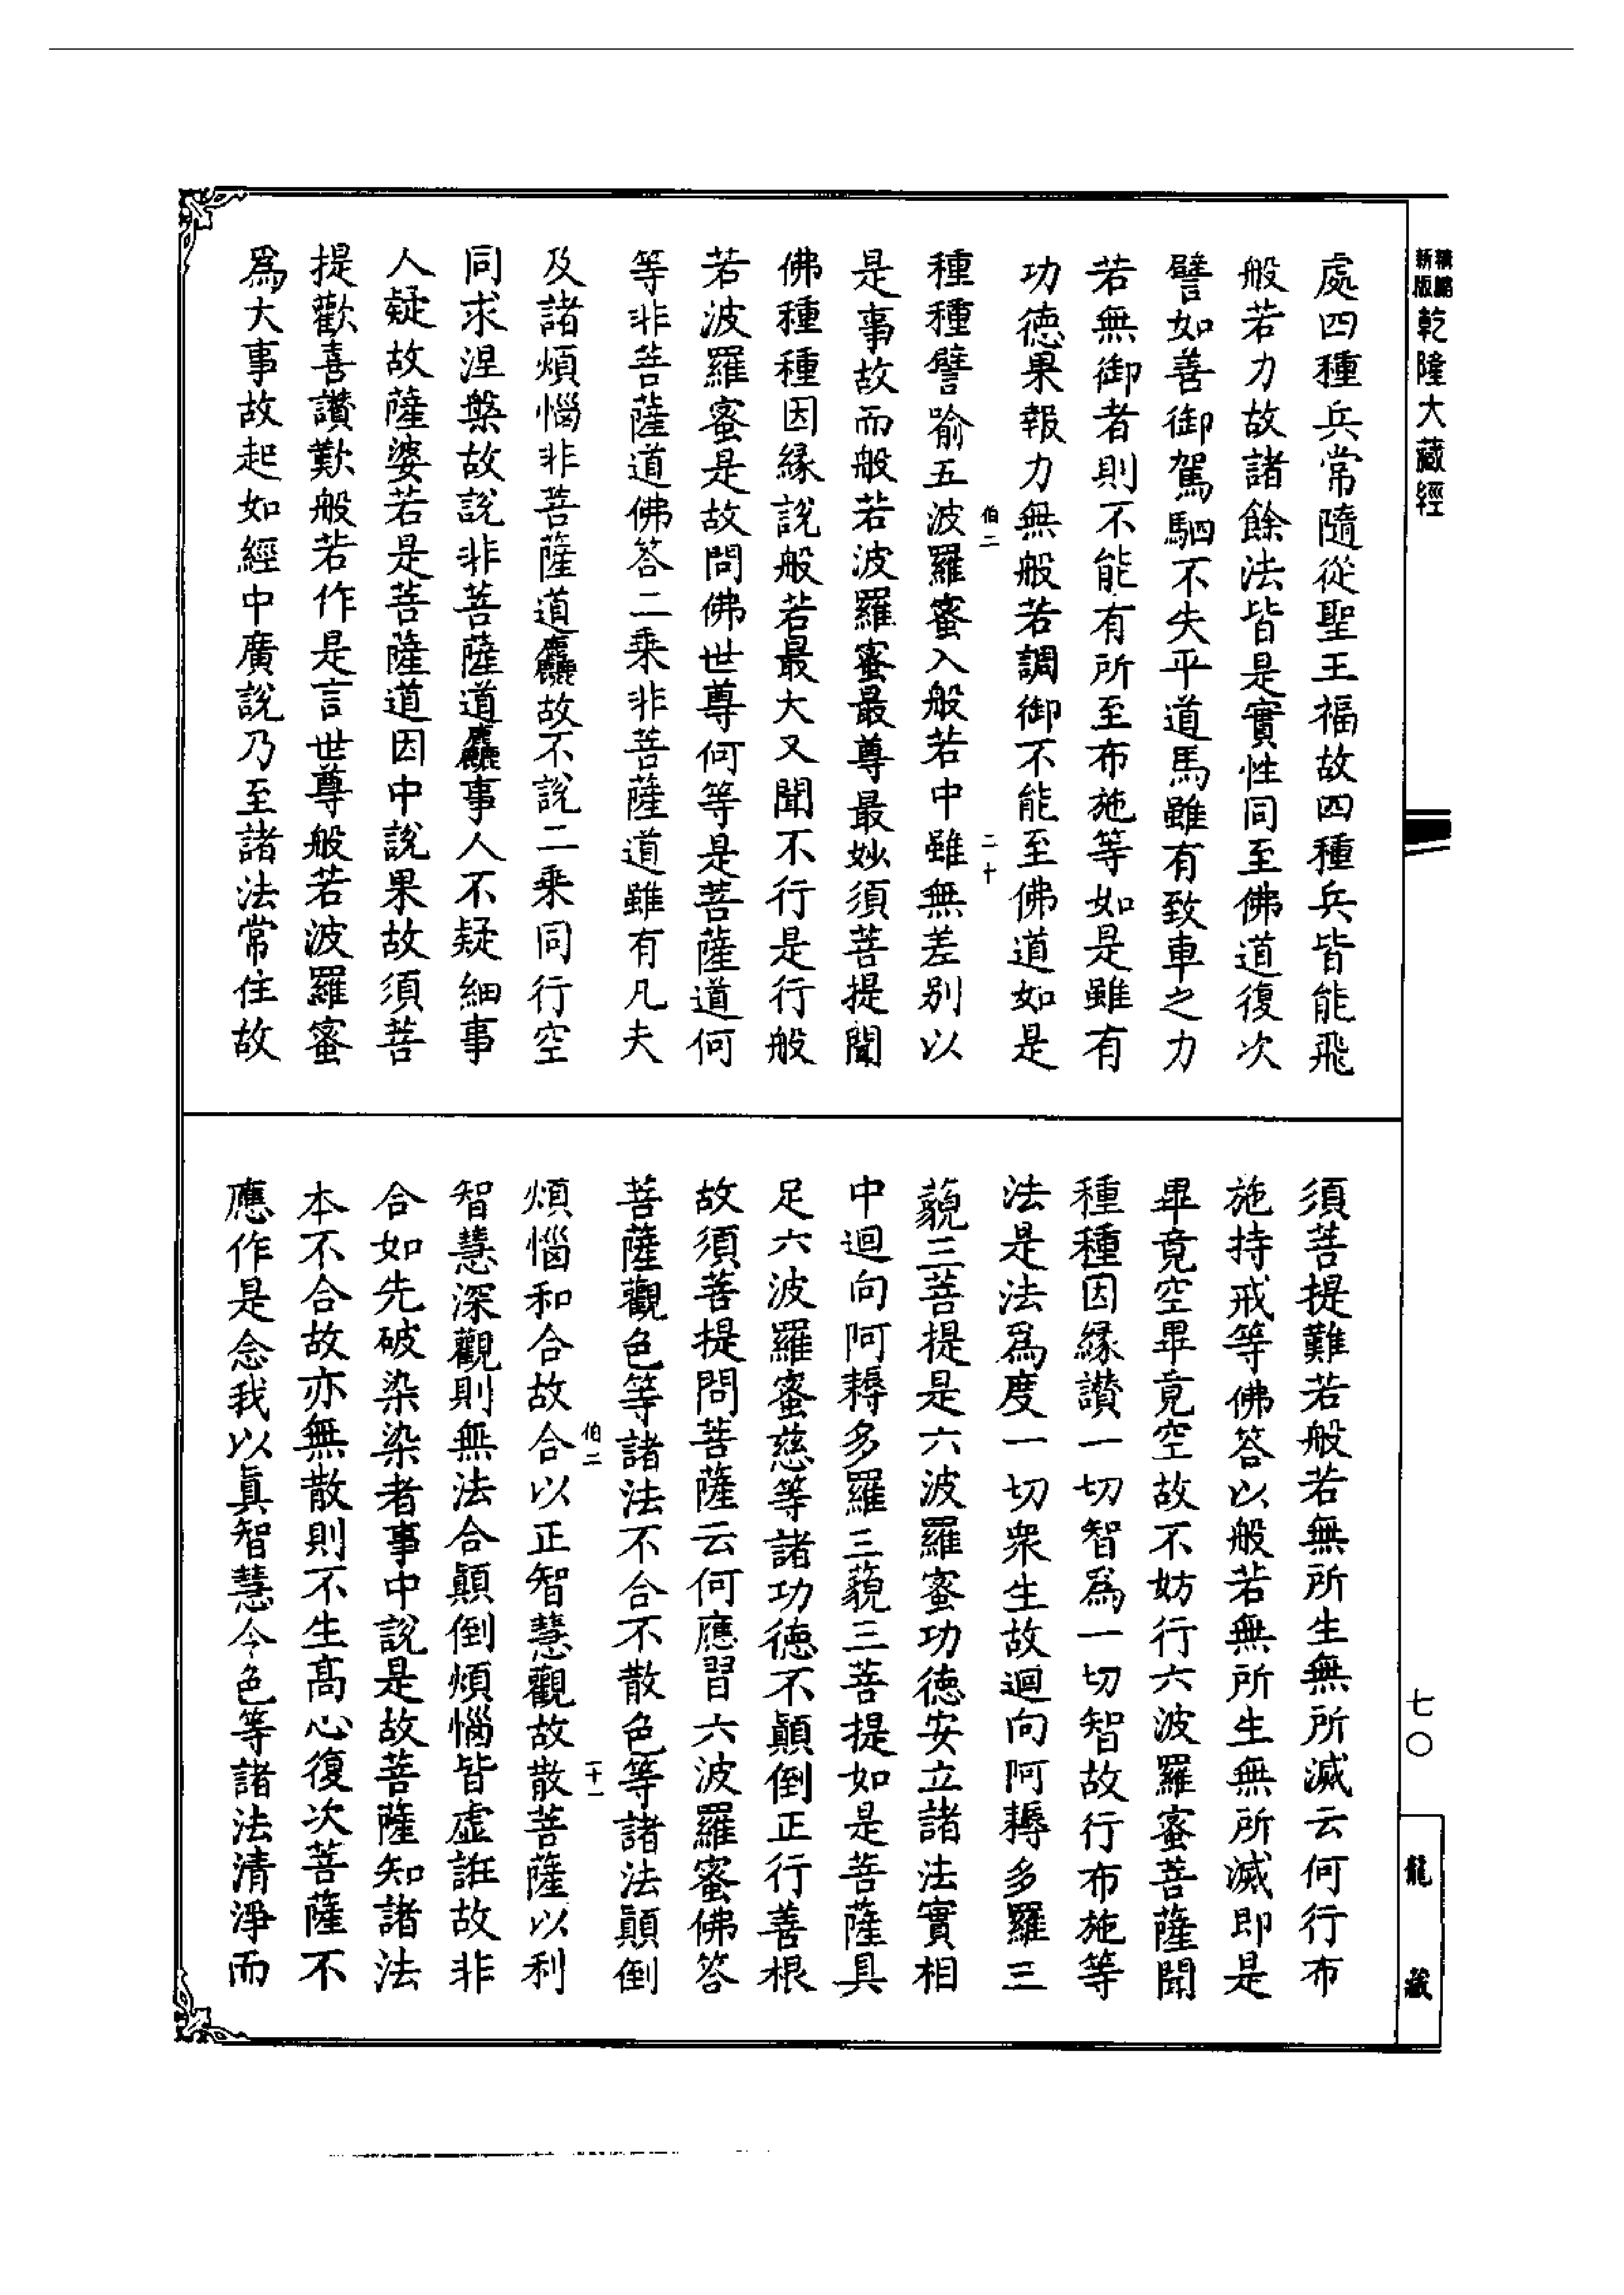 新版精縮乾隆大藏經
處四種兵常隨從聖王福故四種兵皆能飛
般若力故諸餘法皆是實性同至佛道復次
譬如善御駕駟不失平道馬雖有致車之力
若無御者則不能有所至布施等如是雖有
功德果報力無般若調御不能至佛道如是
伯二 二十
種種譬喻五波羅蜜入般若中雖無差別以
是事故而般若波羅蜜最尊最妙須菩提聞
佛種種因緣說般若最大又聞不行是行般
若波羅蜜是故問佛世尊何等是菩薩道何
等非菩薩道佛答二乘非菩薩道雖有凡夫
及諸煩惱非菩薩道麤故不說二乘同行空
同求涅槃故說非菩薩道麤事人不疑細事
人疑故薩婆若是菩薩道因中說果故須菩
提歡喜讚歎般若作是言世尊般若波羅蜜
為大事故起如經中廣說乃至諸法常住故
須菩提難若般若無所生無所滅云何行布
施持戒等佛答以般若無所生無所滅即是
畢竟空畢竟空故不妨行六波羅蜜菩薩聞
種種因緣讚一切智為一切智故行布施等
法是法為度一切眾生故迴向阿耨多羅三
藐三菩提是六波羅蜜功德安立諸法實相
中迴向阿耨多羅三藐三菩提如是菩薩具
足六波羅蜜慈等諸功德不顛倒正行善根
故須菩提問菩薩云何應習六波羅蜜佛答
菩薩觀色等諸法不合不散色等諸法顛倒
伯二 二十一
煩惱和合故合以正智慧觀故散菩薩以利
智慧深觀則無法合顛倒煩惱皆虛誑故非
合如先破染染者事中說是故菩薩知諸法
本不合故亦無散則不生高心復次菩薩不
應作是念我以真智慧令色等諸法清淨而
七〇
龍藏